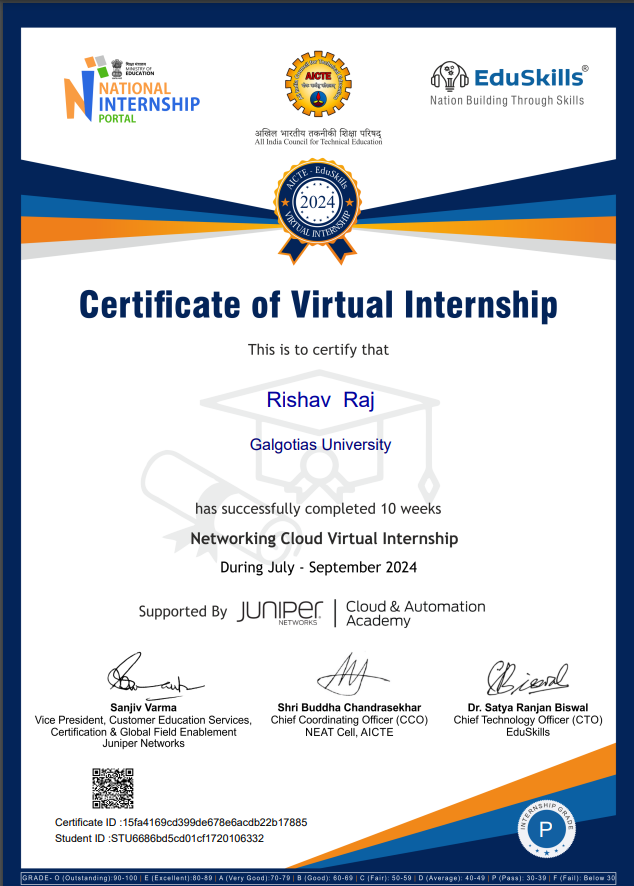 शिक्षा मंत्रालय
MINISTRY OF
EDUCATION
NATIONAL
INTERNSHIP
PORTAL
AICTE
अखिल भारतीय तकनीकी शिक्षा परिषद्
All India Council for Technical Education
EduSkills®
Nation Building Through Skills
AICTE - EduSkills
2024
VIRTUAL INTERNSHIP
Certificate of Virtual Internship
This is to certify that
Rishav Raj
Galgotias University
has successfully completed 10 weeks
Networking Cloud Virtual Internship
During July - September 2024
Supported By JUNIPER NETWORKS | Cloud & Automation
Academy
Sanjiv Varma
Vice President, Customer Education Services,
Certification & Global Field Enablement
Juniper Networks
Shri Buddha Chandrasekhar
Chief Coordinating Officer (CCO)
NEAT Cell, AICTE
Dr. Satya Ranjan Biswal
Chief Technology Officer (CTO)
EduSkills
Certificate ID :15fa4169cd399de678e6acdb22b17885
Student ID :STU6686bd5cd01cf1720106332
INTERNSHIP GRADE
P
GRADE- O (Outstanding):90-100 | E (Excellent):80-89 | A (Very Good):70-79 | B (Good): 60-69 | C (Fair): 50-59 | D (Average): 40-49 | P (Pass): 30-39 | F (Fail): Below 30